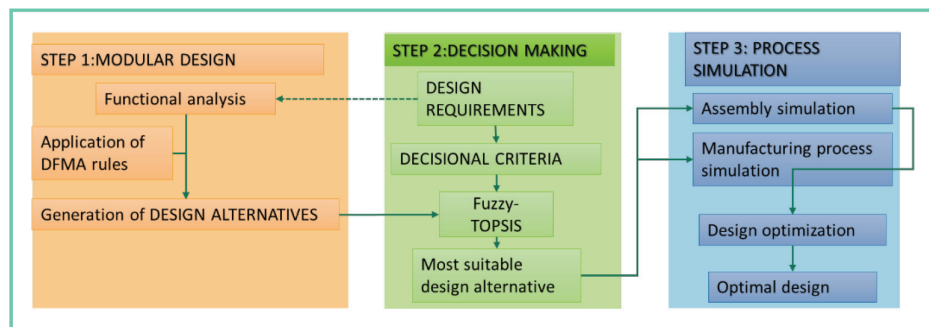 STEP 1:MODULAR DESIGN
Functional analysis
Application of
DFMA rules
Generation of DESIGN ALTERNATIVES
STEP 2:DECISION MAKING
DESIGN
REQUIREMENTS
DECISIONAL CRITERIA
Fuzzy-
TOPSIS
Most suitable
design alternative
STEP 3: PROCESS
SIMULATION
Assembly simulation
Manufacturing process
simulation
Design optimization
Optimal design